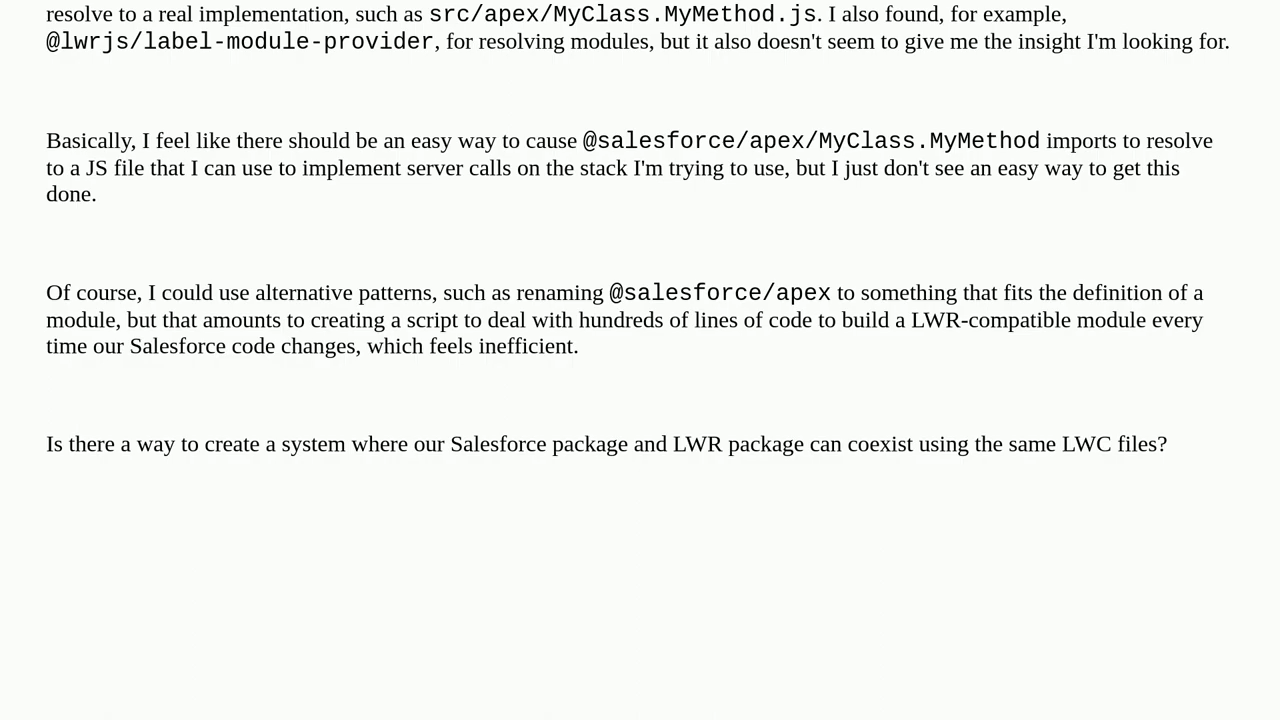 resolve to a real implementation, such as src/apex/MyClass.MyMethod.js. I also found, for example,
@lwrjs/label-module-provider, for resolving modules, but it also doesn't seem to give me the insight I'm looking for.
Basically, I feel like there should be an easy way to cause @salesforce/apex/MyClass.MyMethod imports to resolve
to a JS file that I can use to implement server calls on the stack I'm trying to use, but I just don't see an easy way to get this
done.
Of course, I could use alternative patterns, such as renaming @salesforce/apex to something that fits the definition of a
module, but that amounts to creating a script to deal with hundreds of lines of code to build a LWR-compatible module every
time our Salesforce code changes, which feels inefficient.
Is there a way to create a system where our Salesforce package and LWR package can coexist using the same LWC files?